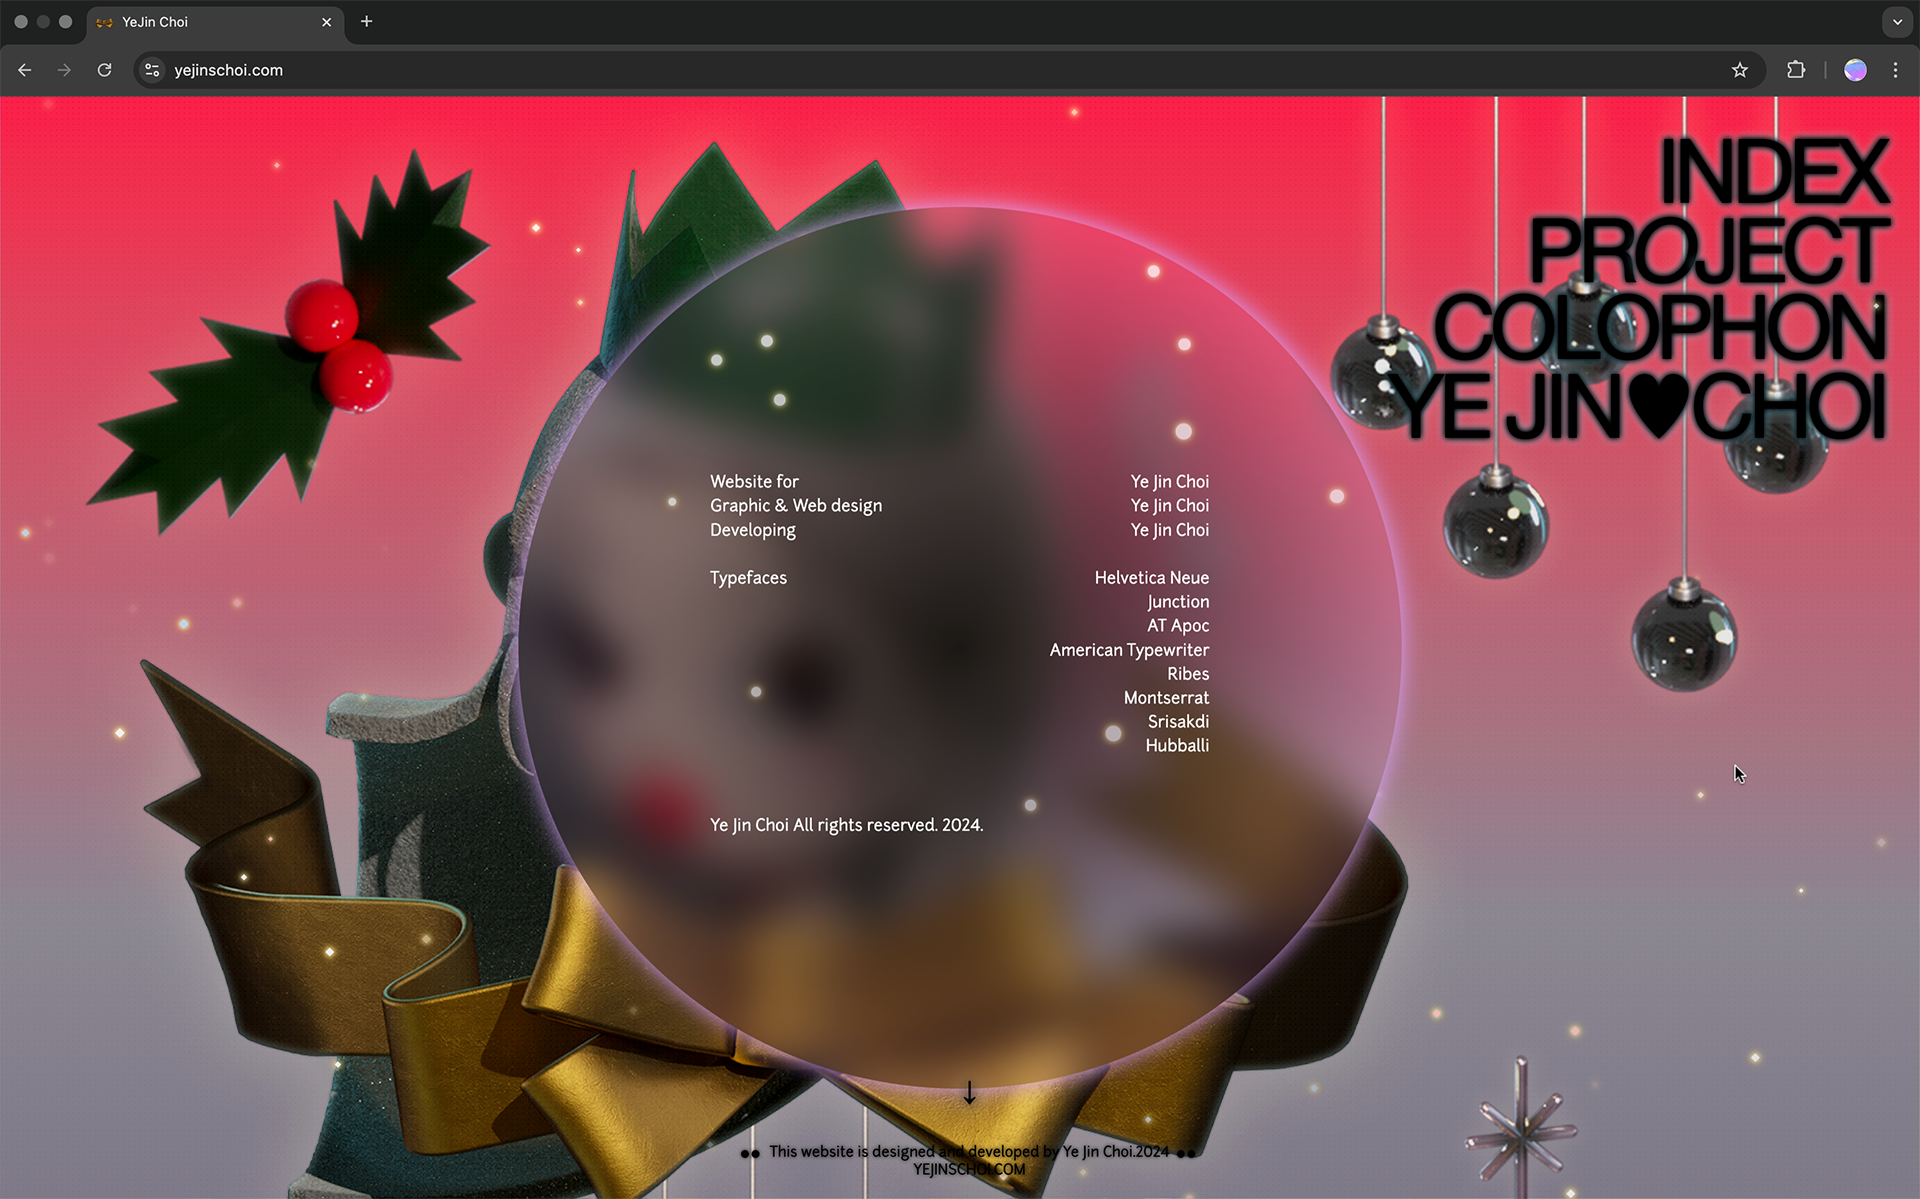 YeJin Choi
yejinschoi.com
INDEX
PROJECT
COLOPHON
YE JIN♥CHOI
Website for
Graphic & Web design
Developing
Ye Jin Choi
Ye Jin Choi
Ye Jin Choi
Typefaces
Helvetica Neue
Junction
AT Apoc
American Typewriter
Ribes
Montserrat
Srisakdi
Hubballi
Ye Jin Choi All rights reserved. 2024.
↓
●● This website is designed and developed by Ye Jin Choi.2024 ●●
YEJINSCHOI.COM